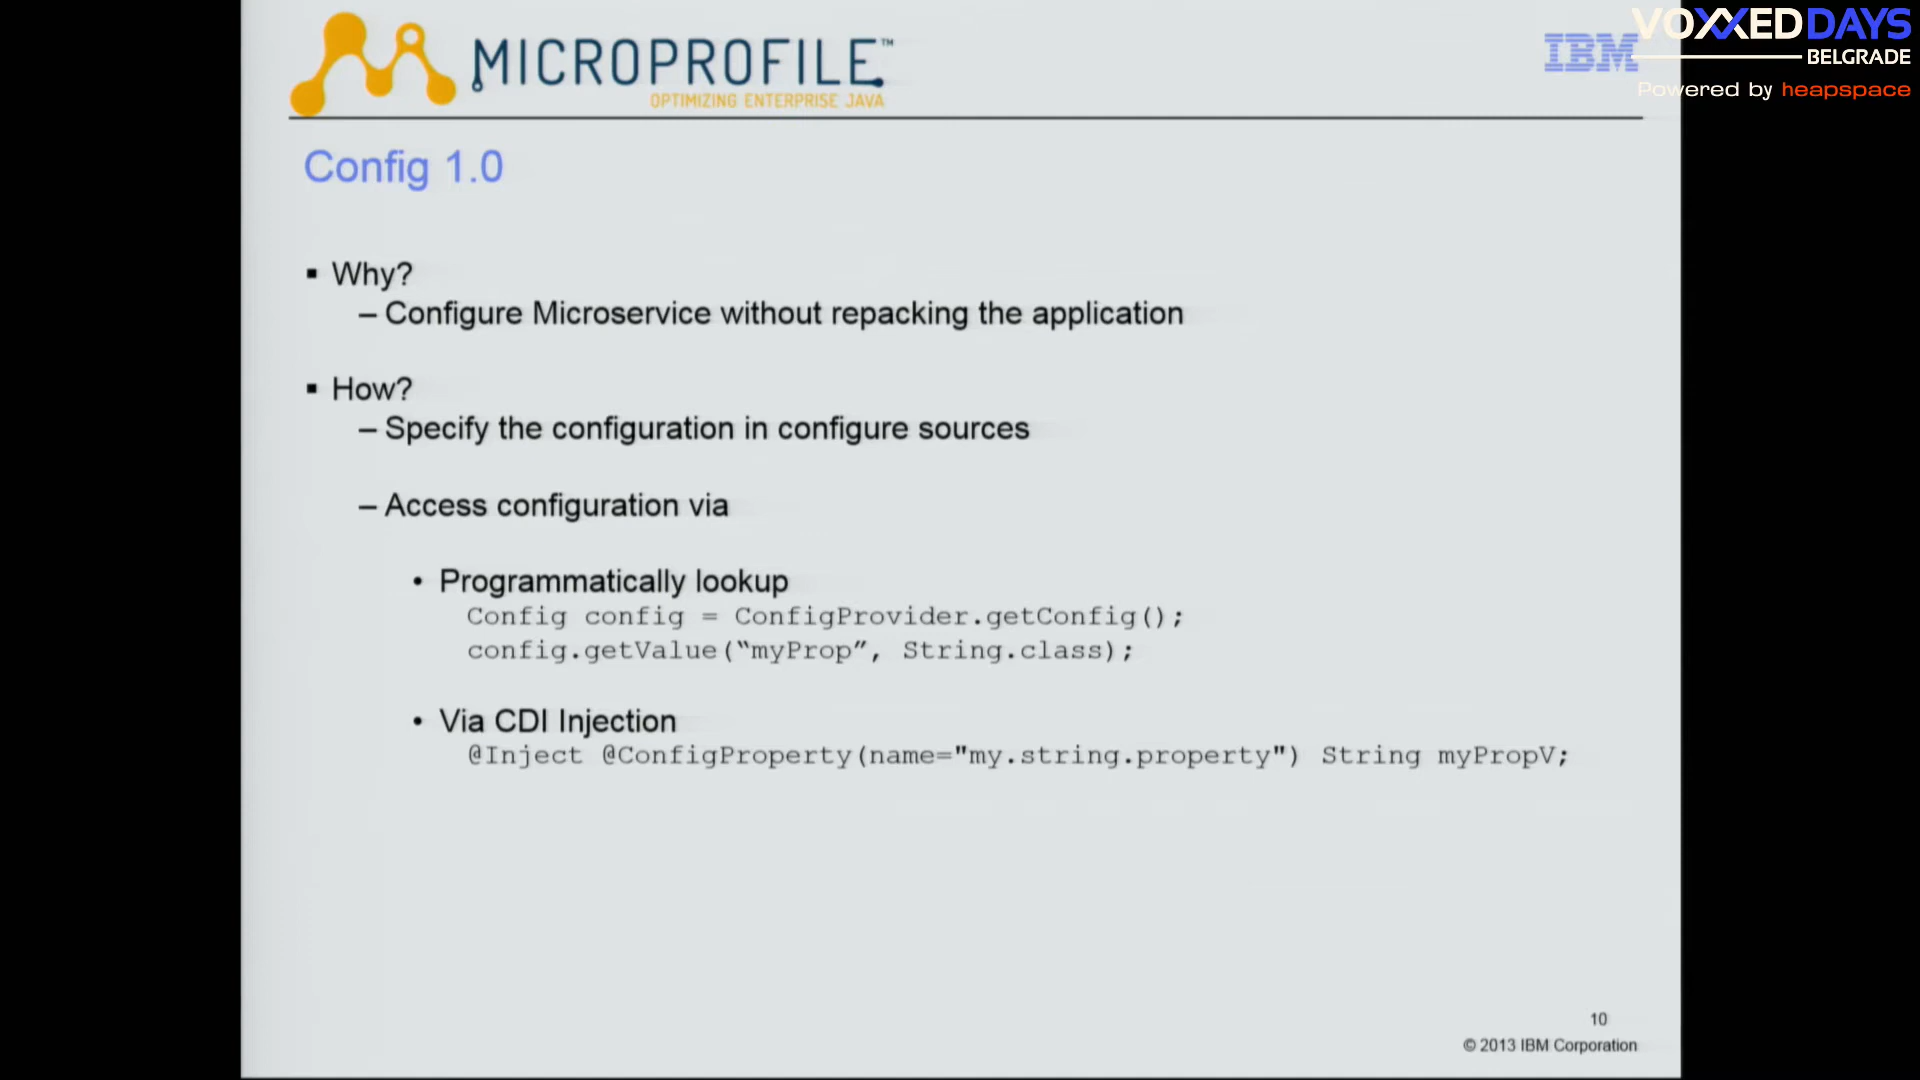 MICROPROFILE™
OPTIMIZING ENTERPRISE JAVA
IBM
VOXXED DAYS
BELGRADE
Powered by heapspace
Config 1.0
▪ Why?
– Configure Microservice without repacking the application
▪ How?
– Specify the configuration in configure sources
– Access configuration via
• Programmatically lookup
Config config = ConfigProvider.getConfig();
config.getValue(“myProp”, String.class);
• Via CDI Injection
@Inject @ConfigProperty(name="my.string.property") String myPropV;
10
© 2013 IBM Corporation